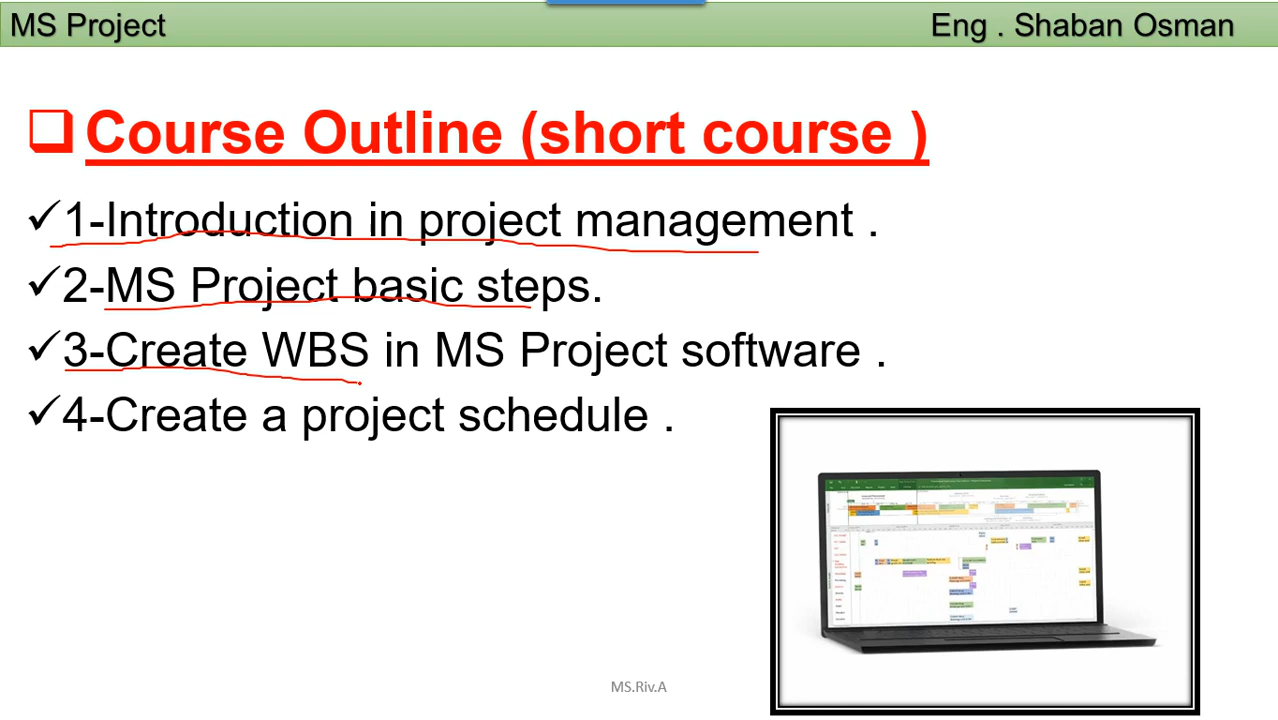 MS Project
Eng . Shaban Osman
Course Outline (short course )
1-Introduction in project management .
2-MS Project basic steps.
3-Create WBS in MS Project software .
4-Create a project schedule .
MS.Riv.A